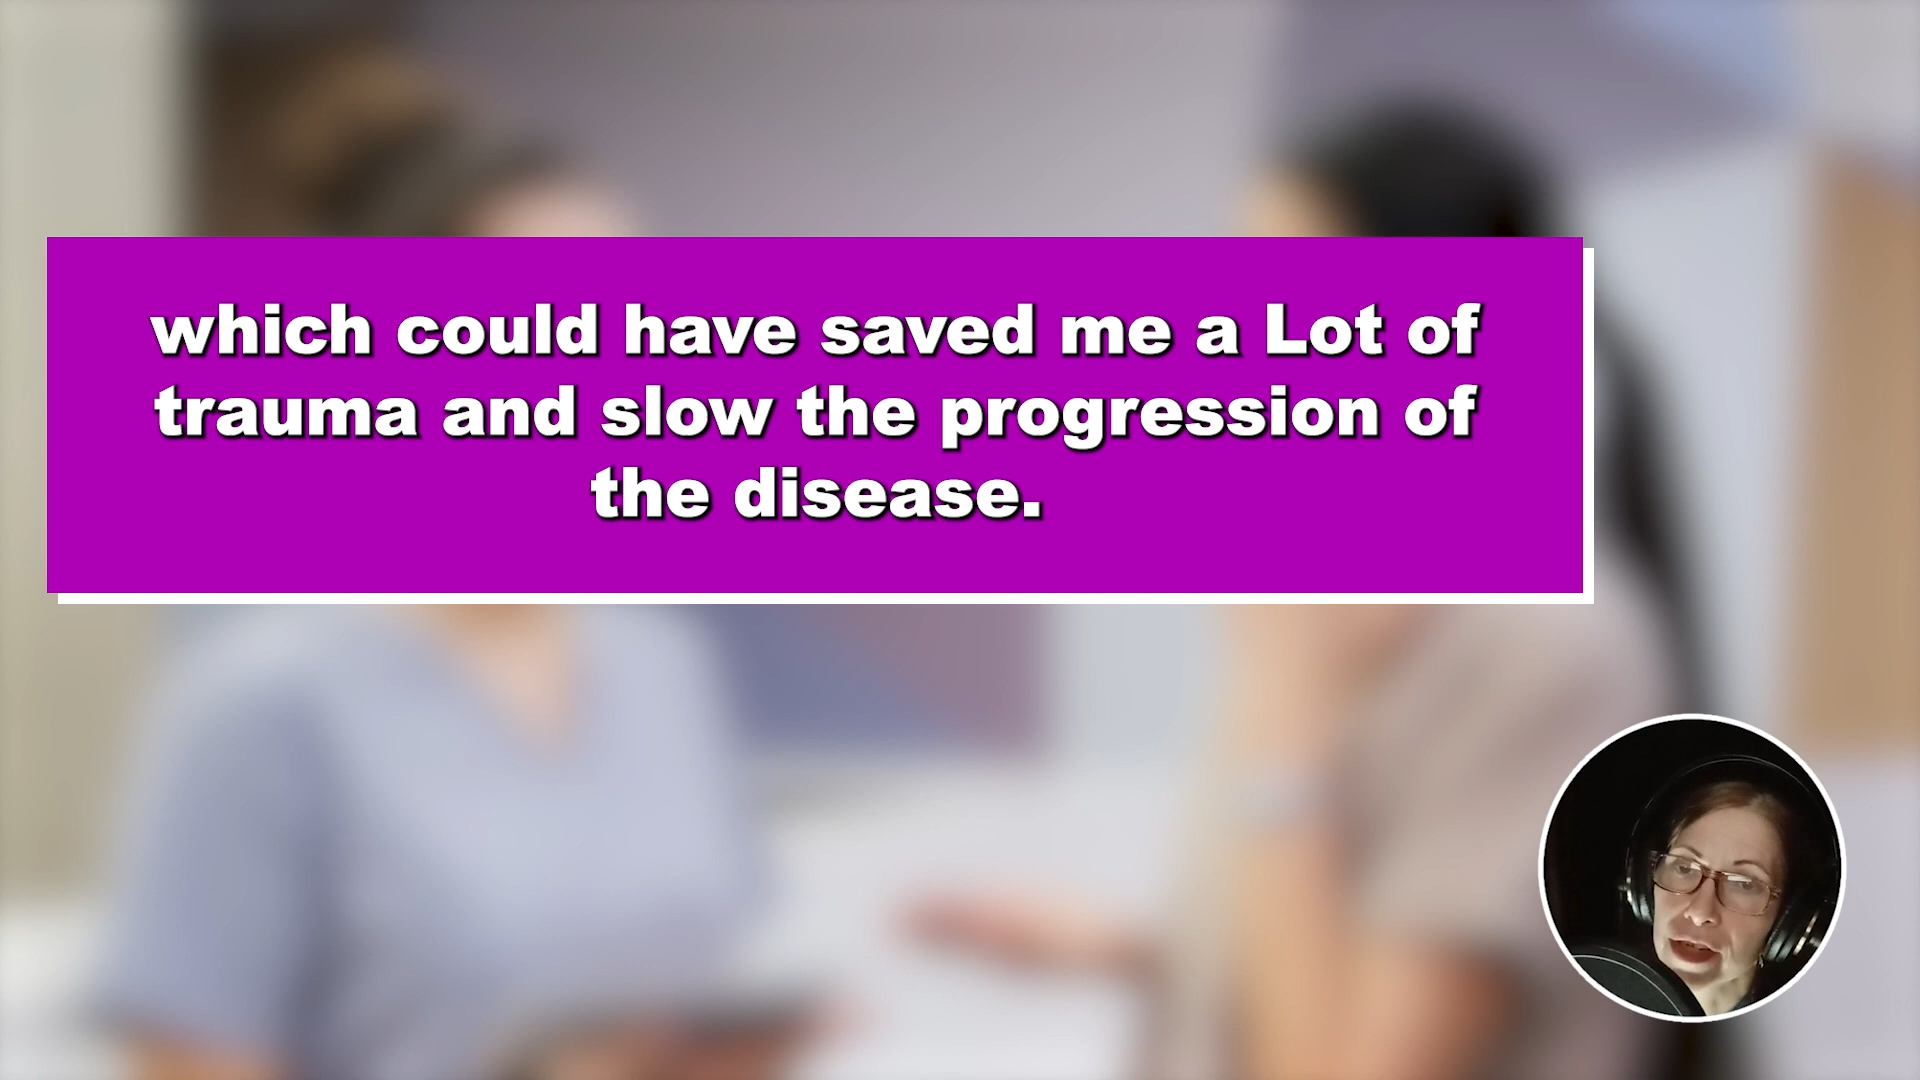 which could have saved me a Lot of
trauma and slow the progression of
the disease.